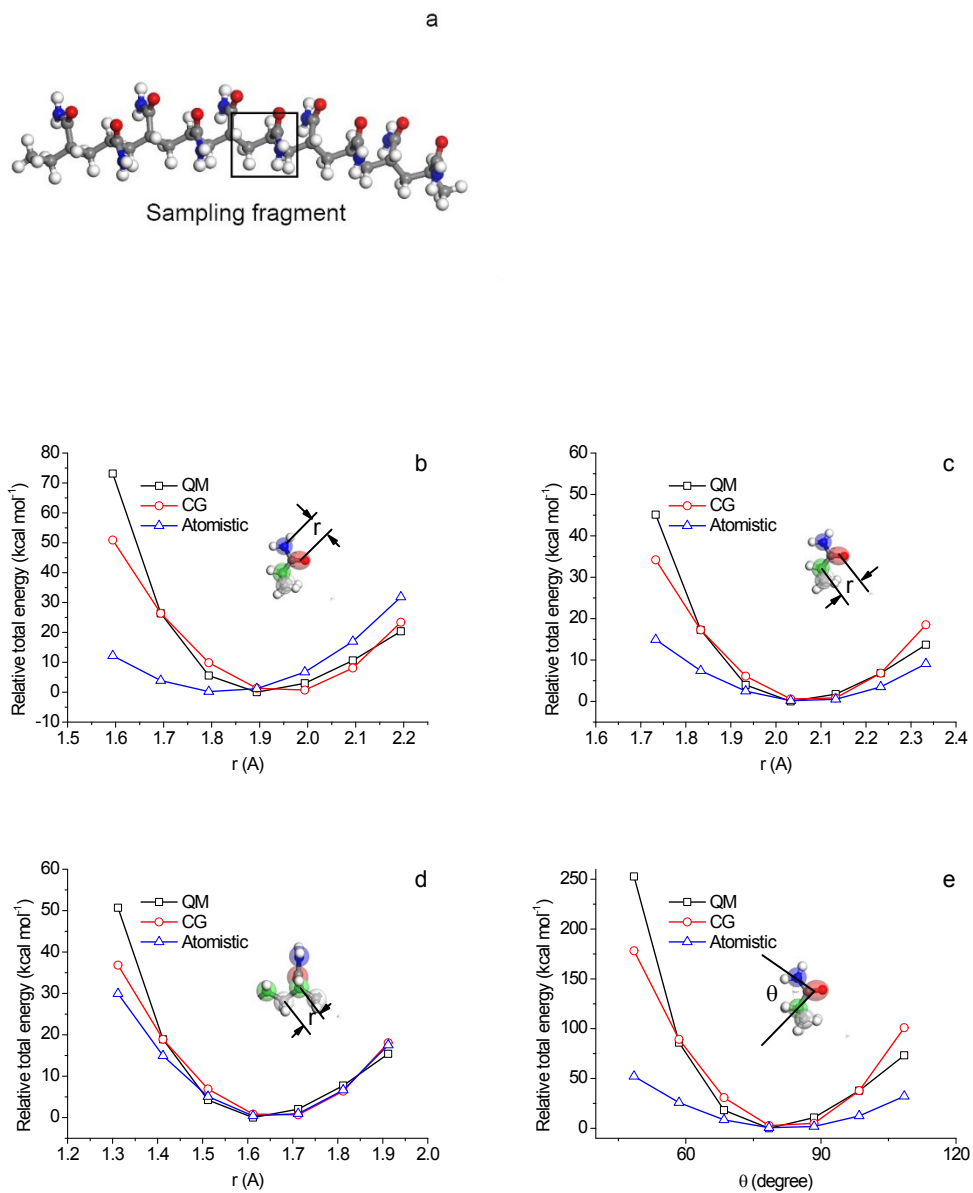 a
Sampling fragment
b
QM
CG
Atomistic
r
Relative total energy (kcal mol⁻¹)
80
70
60
50
40
30
20
10
0
-10
1.5 1.6 1.7 1.8 1.9 2.0 2.1 2.2
r (A)
c
QM
CG
Atomistic
r
Relative total energy (kcal mol⁻¹)
60
50
40
30
20
10
0
1.6 1.7 1.8 1.9 2.0 2.1 2.2 2.3 2.4
r (A)
d
QM
CG
Atomistic
r
Relative total energy (kcal mol⁻¹)
60
50
40
30
20
10
0
1.2 1.3 1.4 1.5 1.6 1.7 1.8 1.9 2.0
r (A)
e
QM
CG
Atomistic
θ
Relative total energy (kcal mol⁻¹)
250
200
150
100
50
0
60 90 120
θ (degree)